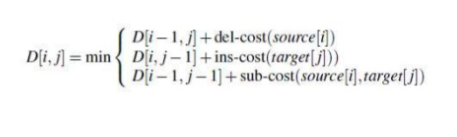 D[i−1, j] + del-cost(source[i])
D[i, j] = min { D[i, j−1] + ins-cost(target[j]))
D[i−1, j−1] + sub-cost(source[i], target[j])